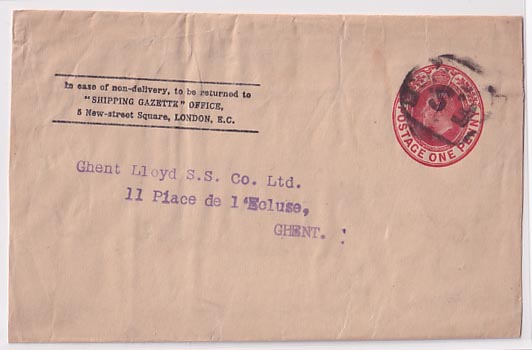 In case of non-delivery, to be returned to
"SHIPPING GAZETTE" OFFICE,
5 New-street Square, LONDON, E.C.
POSTAGE ONE PENNY
Ghent Lloyd S.S. Co. Ltd.
11 Place de l'Ecluse,
GHENT. :